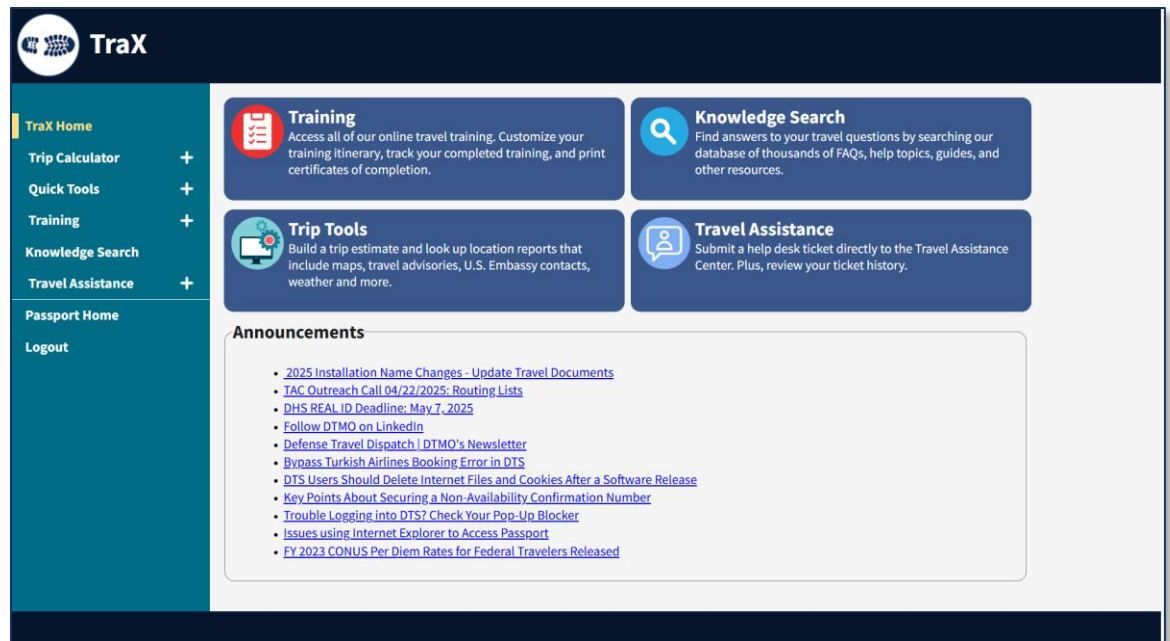 TraX
TraX Home
Trip Calculator +
Quick Tools +
Training +
Knowledge Search
Travel Assistance +
Passport Home
Logout
Training
Access all of our online travel training. Customize your
training itinerary, track your completed training, and print
certificates of completion.
Knowledge Search
Find answers to your travel questions by searching our
database of thousands of FAQs, help topics, guides, and
other resources.
Trip Tools
Build a trip estimate and look up location reports that
include maps, travel advisories, U.S. Embassy contacts,
weather and more.
Travel Assistance
Submit a help desk ticket directly to the Travel Assistance
Center. Plus, review your ticket history.
Announcements
• 2025 Installation Name Changes - Update Travel Documents
• TAC Outreach Call 04/22/2025: Routing Lists
• DHS REAL ID Deadline: May 7, 2025
• Follow DTMO on LinkedIn
• Defense Travel Dispatch | DTMO's Newsletter
• Bypass Turkish Airlines Booking Error in DTS
• DTS Users Should Delete Internet Files and Cookies After a Software Release
• Key Points About Securing a Non-Availability Confirmation Number
• Trouble Logging into DTS? Check Your Pop-Up Blocker
• Issues using Internet Explorer to Access Passport
• FY 2023 CONUS Per Diem Rates for Federal Travelers Released